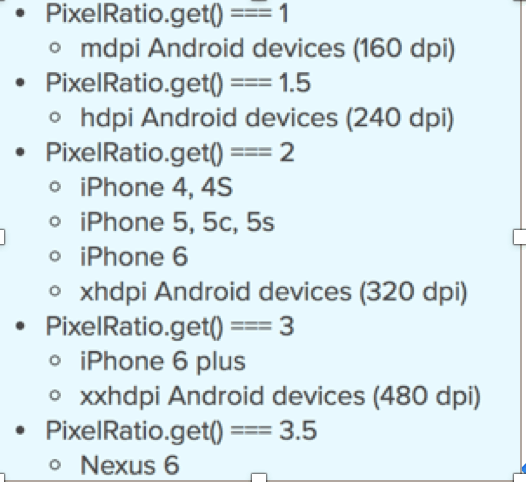 • PixelRatio.get() === 1
○ mdpi Android devices (160 dpi)
• PixelRatio.get() === 1.5
○ hdpi Android devices (240 dpi)
• PixelRatio.get() === 2
○ iPhone 4, 4S
○ iPhone 5, 5c, 5s
○ iPhone 6
○ xhdpi Android devices (320 dpi)
• PixelRatio.get() === 3
○ iPhone 6 plus
○ xxhdpi Android devices (480 dpi)
• PixelRatio.get() === 3.5
○ Nexus 6